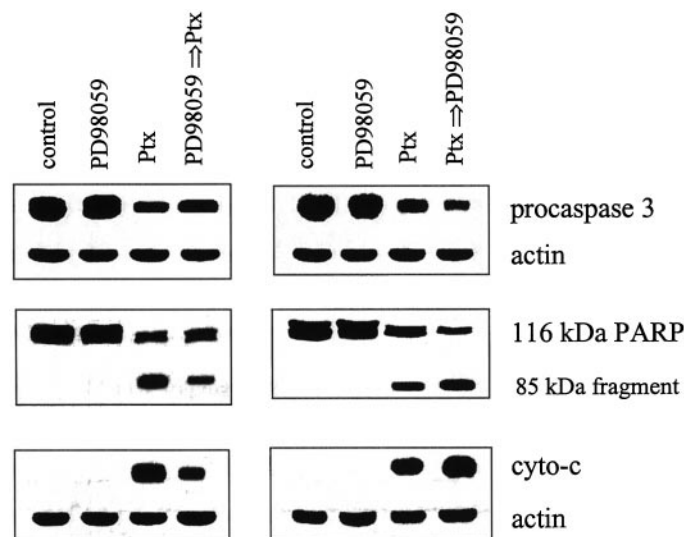 control
PD98059
Ptx
PD98059⇒Ptx
control
PD98059
Ptx
Ptx⇒PD98059
procaspase 3
actin
116 kDa PARP
85 kDa fragment
cyto-c
actin